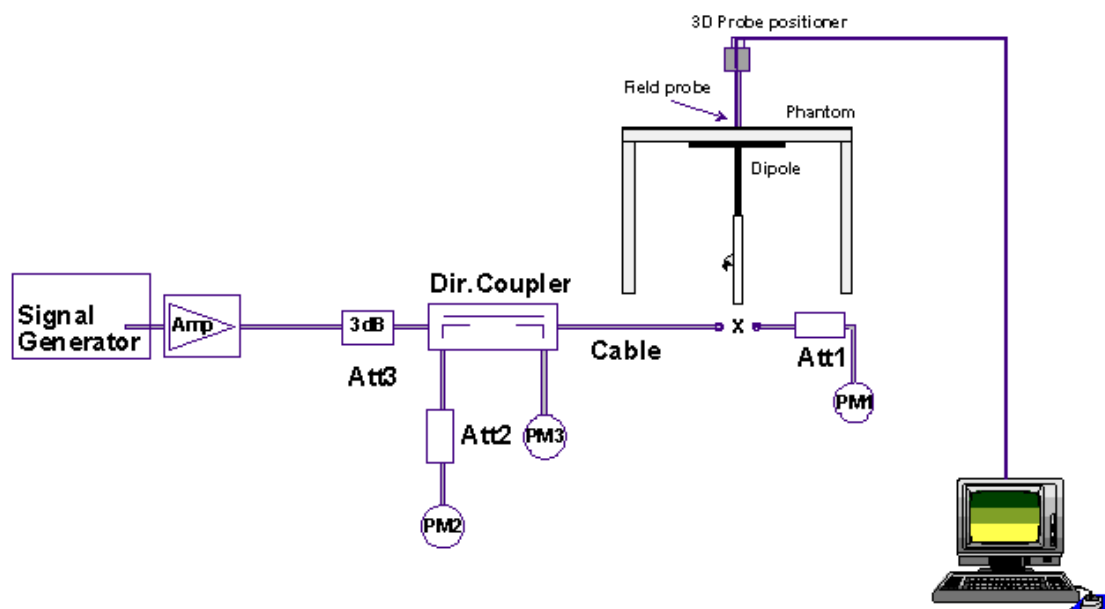 3D Probe positioner
Field probe
Phantom
Dipole
Signal
Generator
Amp
3dB
Att3
Dir.Coupler
Cable
X
Att1
PM1
Att2
PM3
PM2